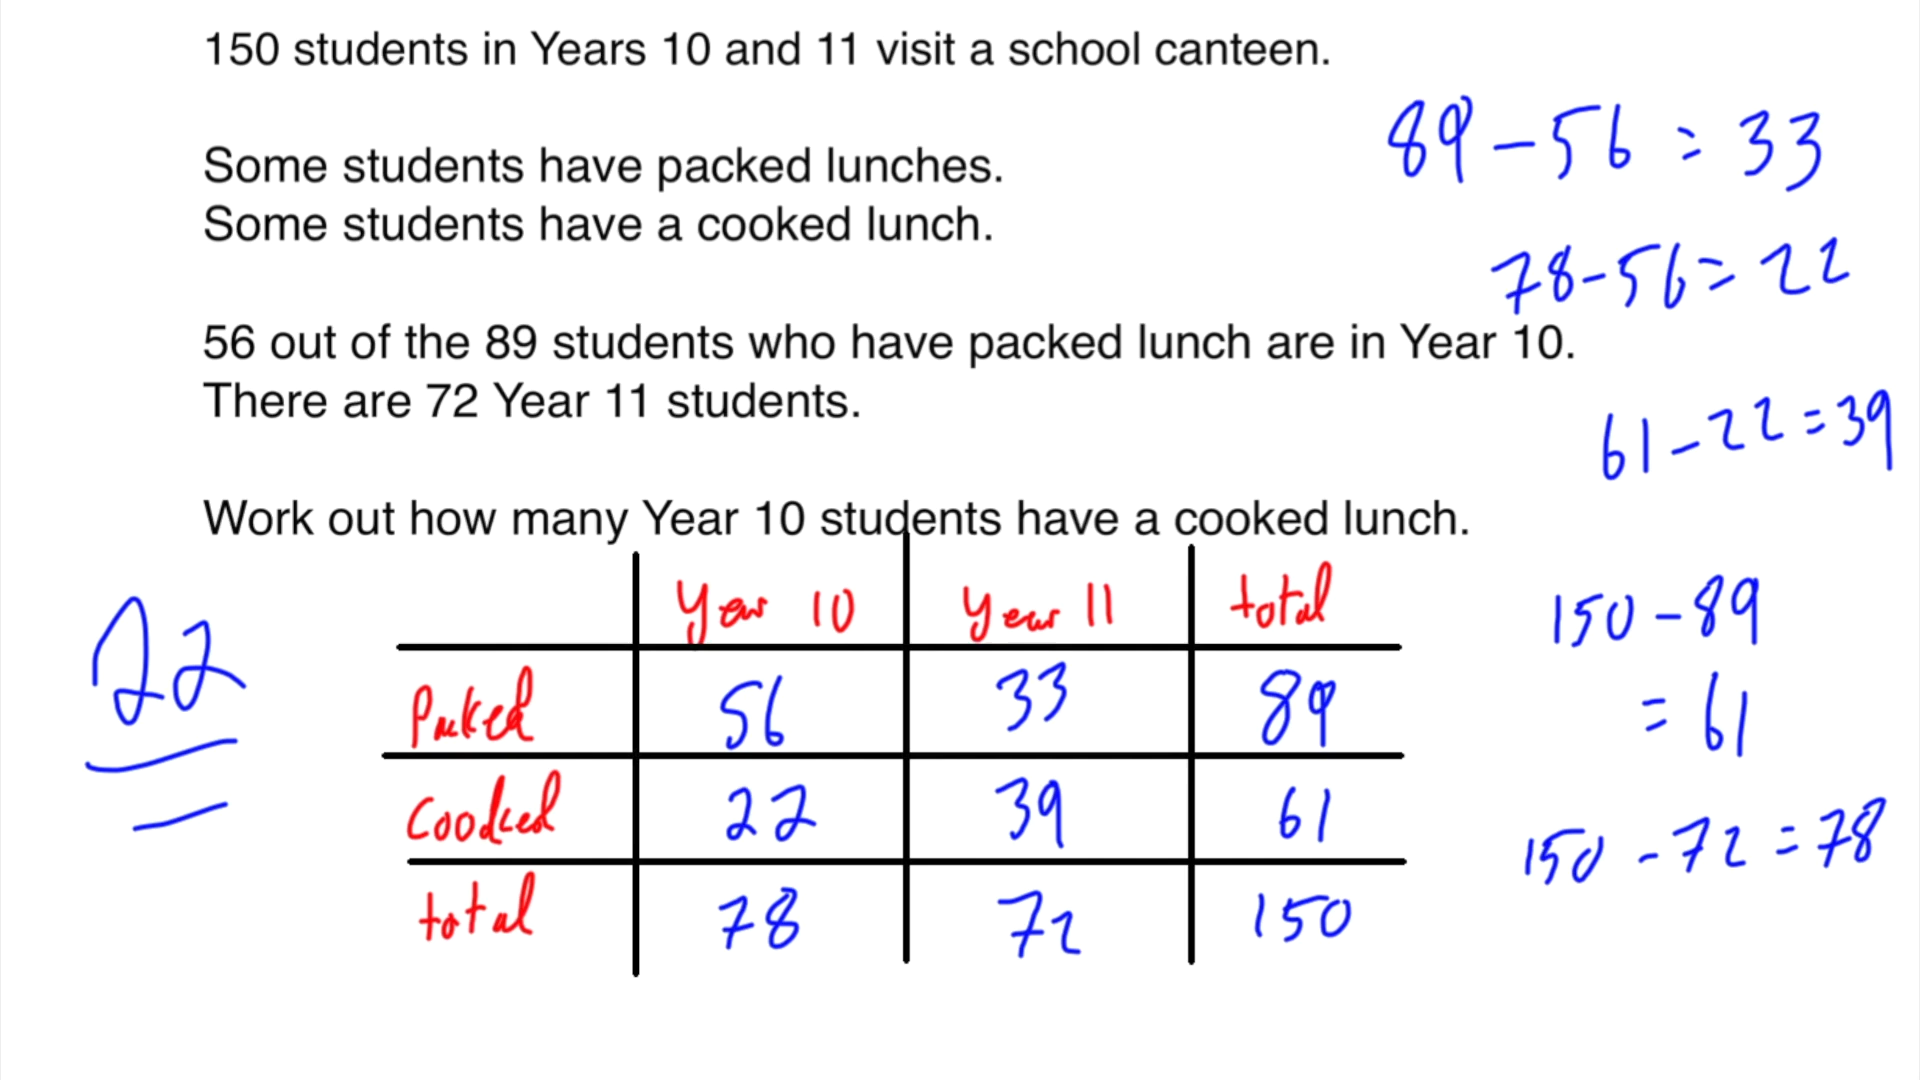 150 students in Years 10 and 11 visit a school canteen.
89 - 56 = 33
Some students have packed lunches.
Some students have a cooked lunch.
78 - 56 = 22
56 out of the 89 students who have packed lunch are in Year 10.
There are 72 Year 11 students.
61 - 22 = 39
Work out how many Year 10 students have a cooked lunch.
Year 10 Year 11 total
150 - 89
= 61
22
Packed 56 33 89
Cooked 22 39 61
150 - 72 = 78
total 78 72 150